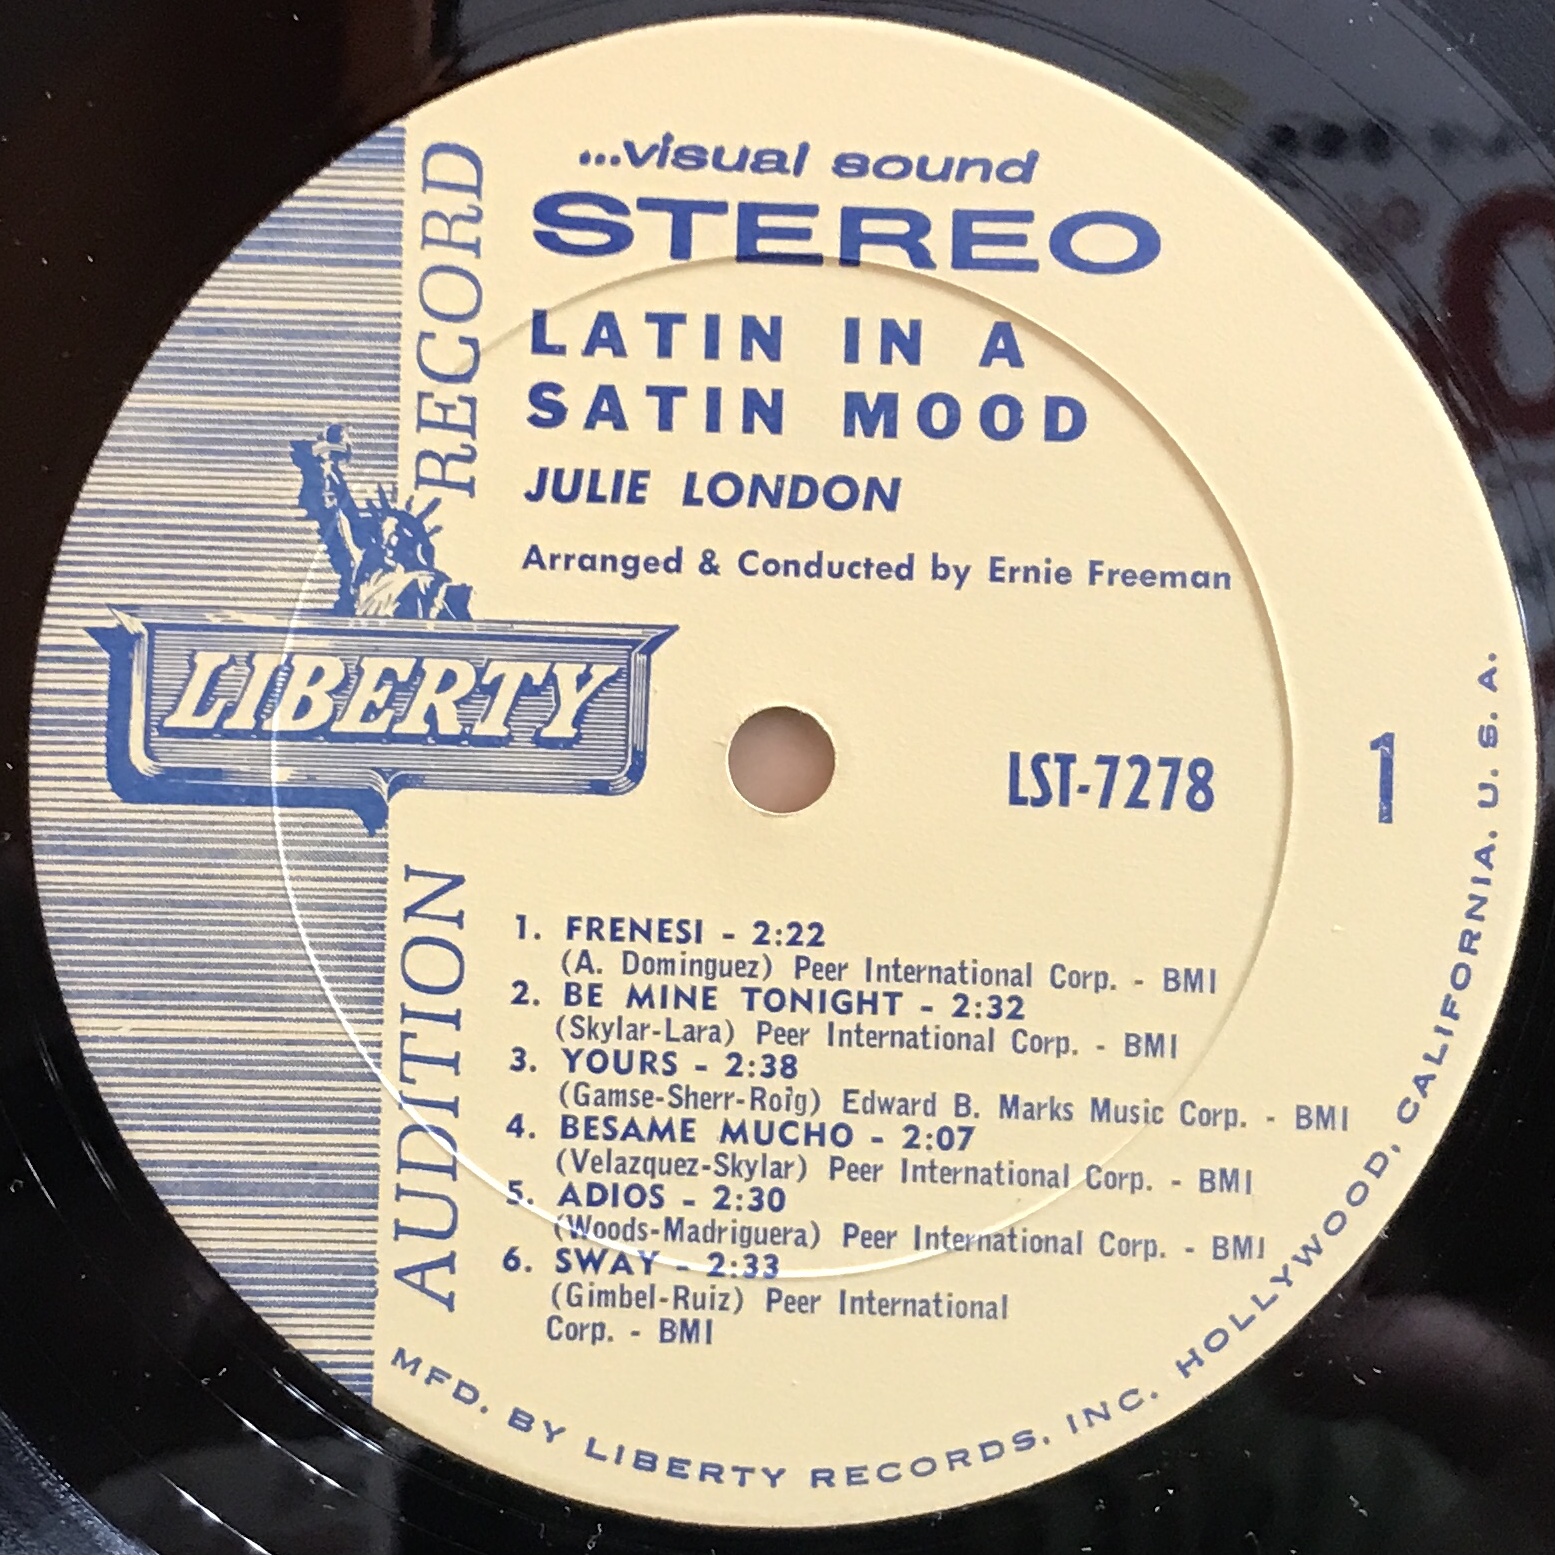 ...visual sound
STEREO
LATIN IN A
SATIN MOOD
JULIE LONDON
Arranged & Conducted by Ernie Freeman
AUDITION RECORD
LIBERTY
LST-7278
1
1. FRENESI - 2:22
(A. Dominguez) Peer International Corp. - BMI
2. BE MINE TONIGHT - 2:32
(Skylar-Lara) Peer International Corp. - BMI
3. YOURS - 2:38
(Gamse-Sherr-Roig) Edward B. Marks Music Corp. - BMI
4. BESAME MUCHO - 2:07
(Velazquez-Skylar) Peer International Corp. - BMI
5. ADIOS - 2:30
(Woods-Madriguera) Peer International Corp. - BMI
6. SWAY - 2:33
(Gimbel-Ruiz) Peer International
Corp. - BMI
MFD. BY LIBERTY RECORDS, INC. HOLLYWOOD, CALIFORNIA. U. S. A.